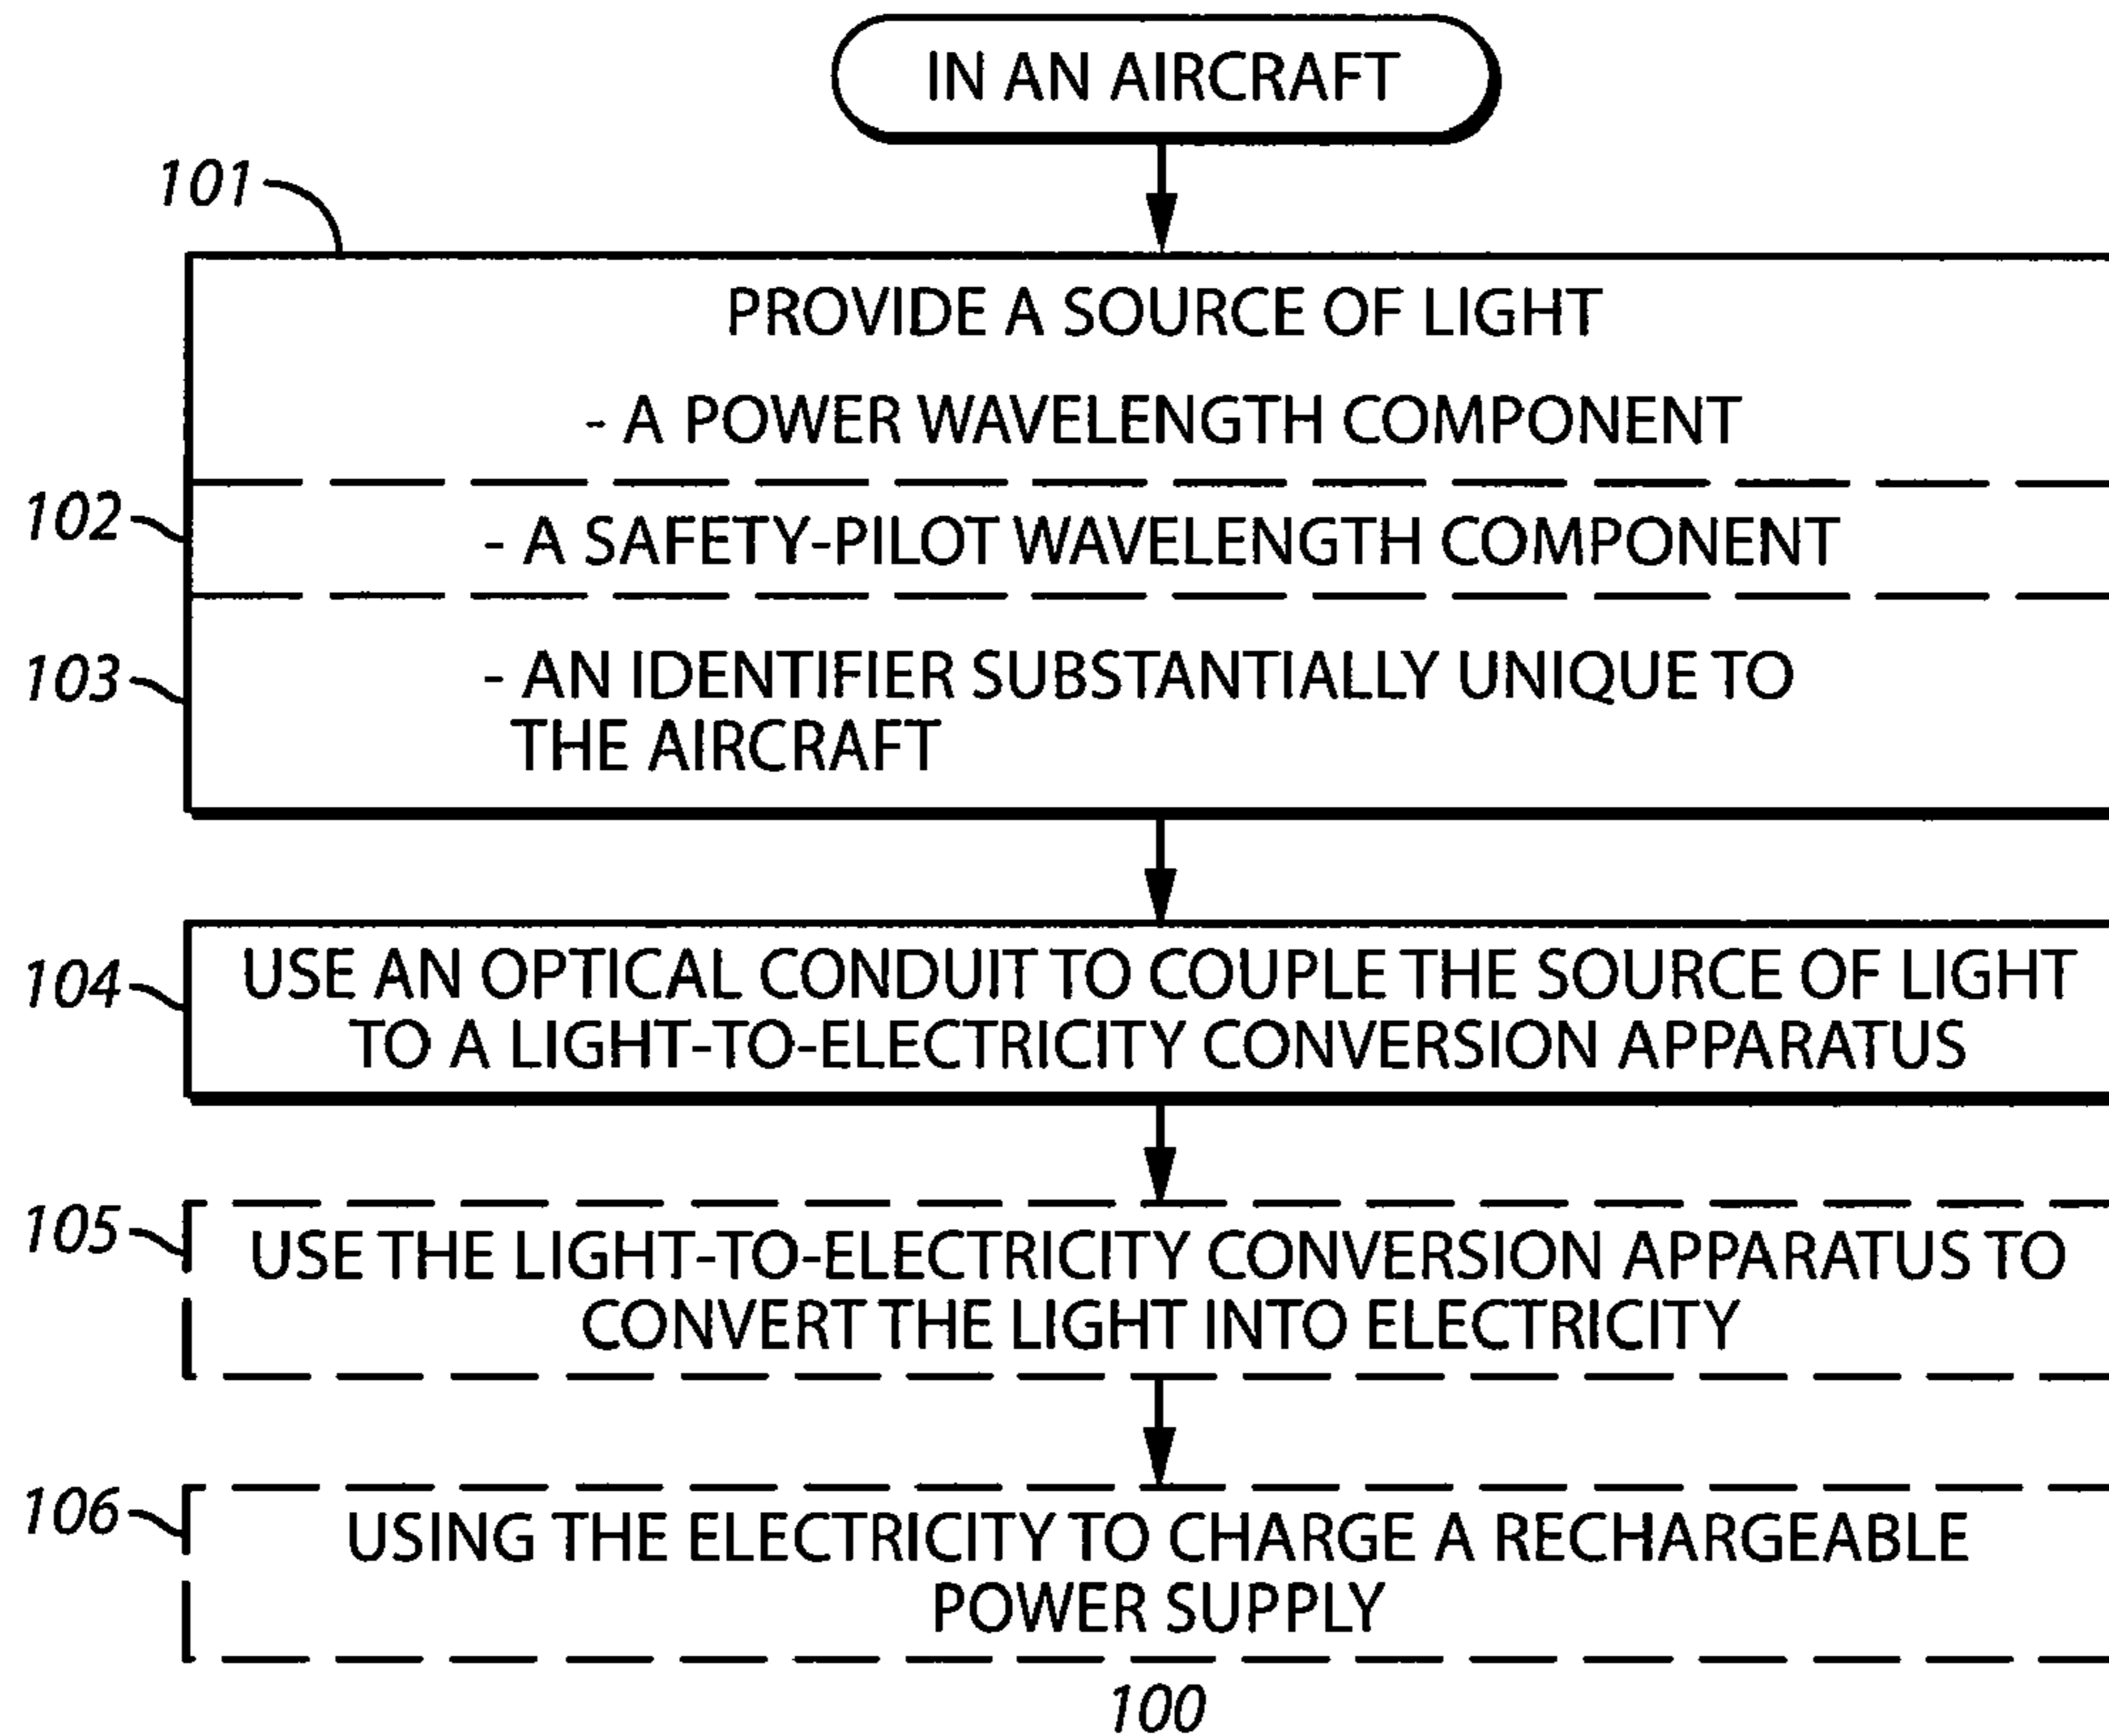 IN AN AIRCRAFT
101
PROVIDE A SOURCE OF LIGHT
- A POWER WAVELENGTH COMPONENT
102
- A SAFETY-PILOT WAVELENGTH COMPONENT
103
- AN IDENTIFIER SUBSTANTIALLY UNIQUE TO
THE AIRCRAFT
104
USE AN OPTICAL CONDUIT TO COUPLE THE SOURCE OF LIGHT
TO A LIGHT-TO-ELECTRICITY CONVERSION APPARATUS
105
USE THE LIGHT-TO-ELECTRICITY CONVERSION APPARATUS TO
CONVERT THE LIGHT INTO ELECTRICITY
106
USING THE ELECTRICITY TO CHARGE A RECHARGEABLE
POWER SUPPLY
100